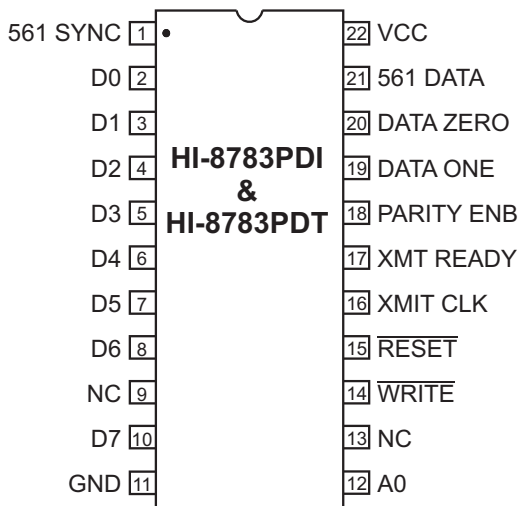 561 SYNC 1 22 VCC
D0 2 21 561 DATA
D1 3 20 DATA ZERO
D2 4 HI-8783PDI 19 DATA ONE
&
D3 5 HI-8783PDT 18 PARITY ENB
D4 6 17 XMT READY
D5 7 16 XMIT CLK
D6 8 15 RESET
NC 9 14 WRITE
D7 10 13 NC
GND 11 12 A0